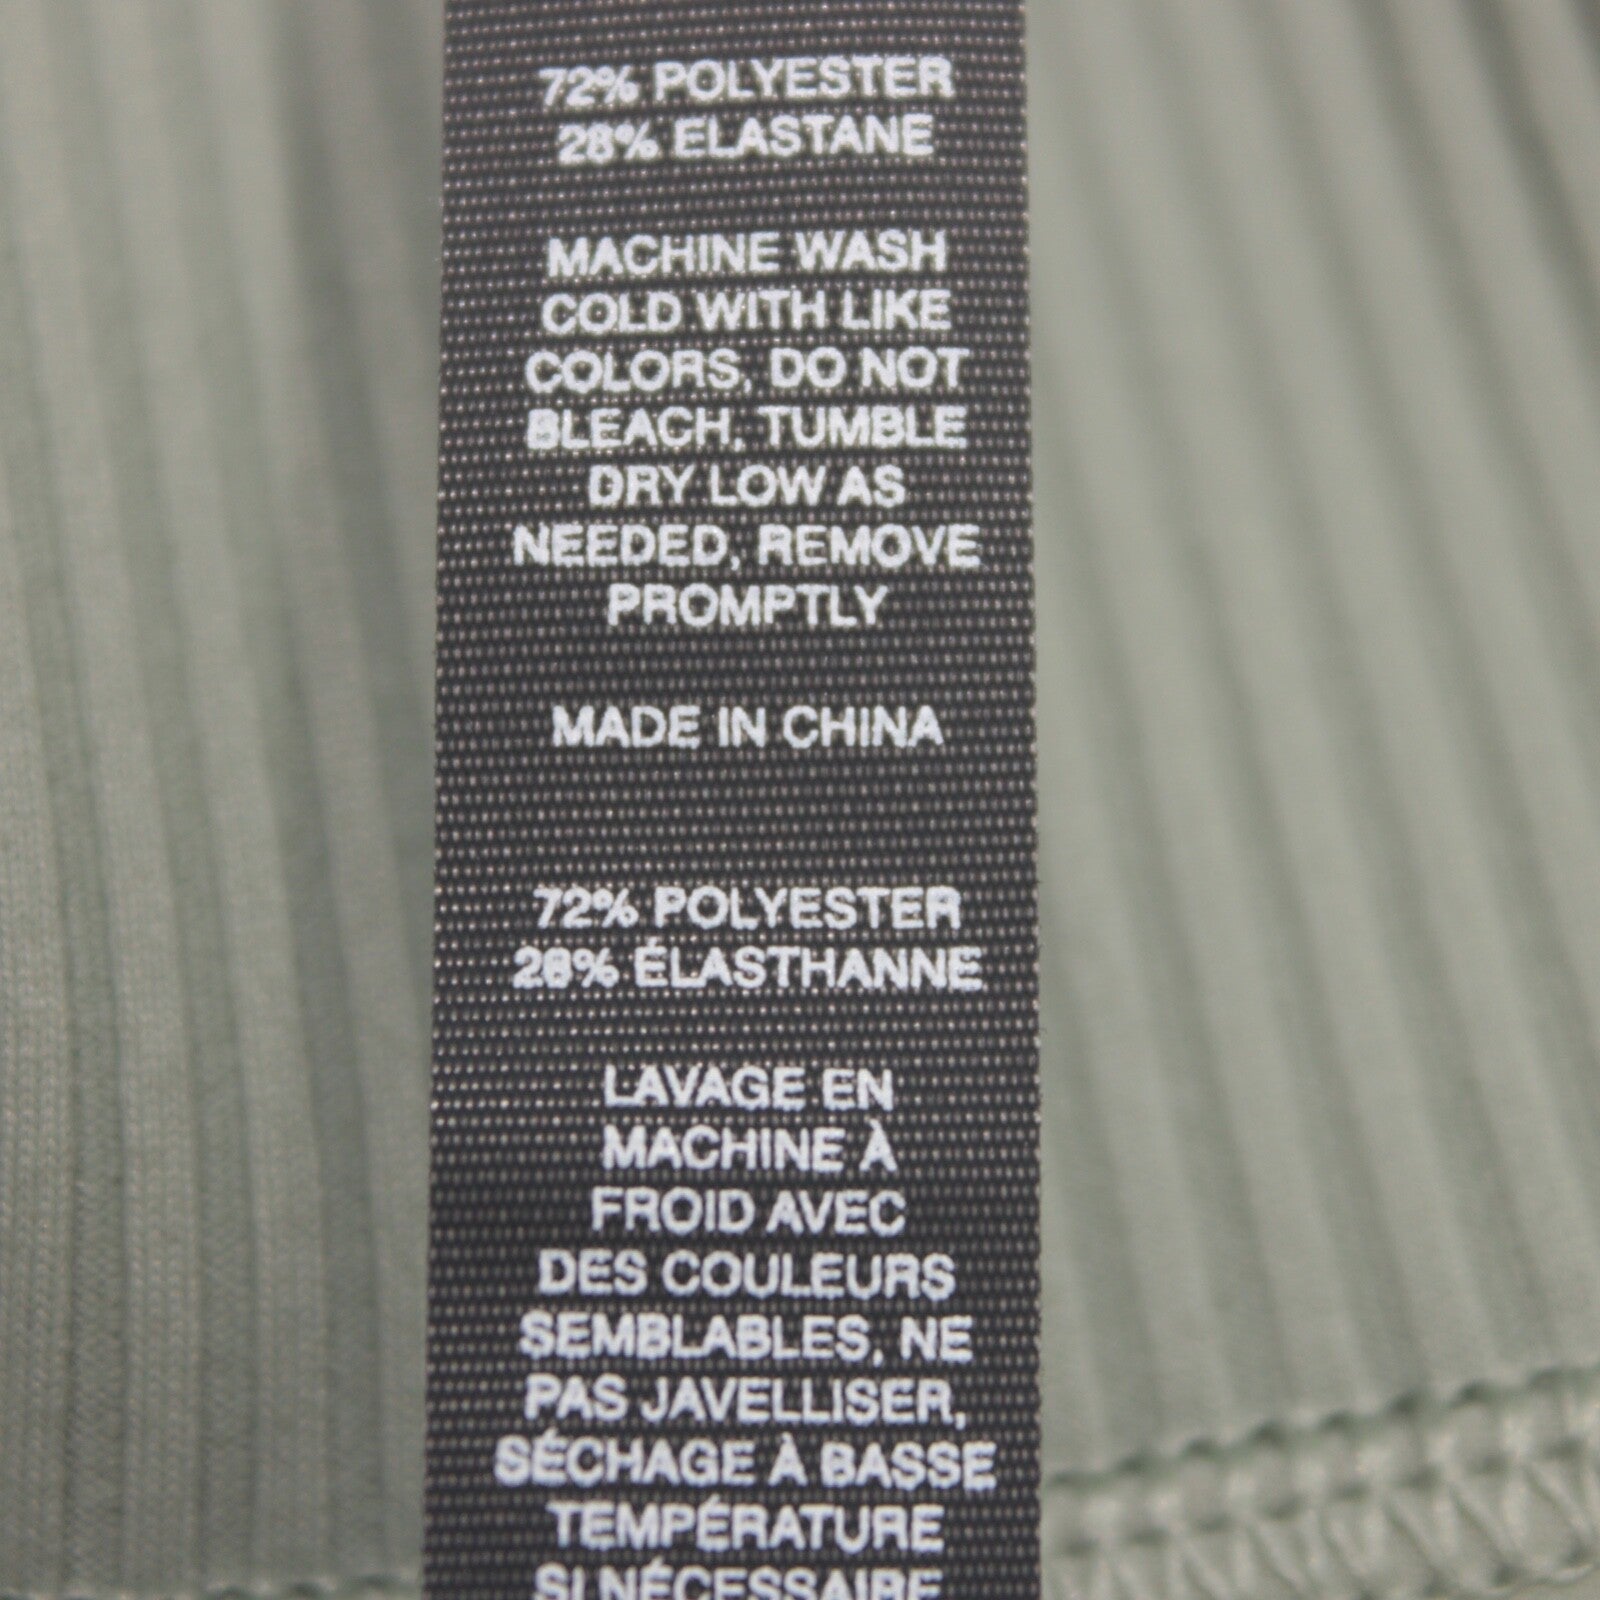 72% POLYESTER
28% ELASTANE
MACHINE WASH
COLD WITH LIKE
COLORS, DO NOT
BLEACH, TUMBLE
DRY LOW AS
NEEDED, REMOVE
PROMPTLY
MADE IN CHINA
72% POLYESTER
28% ÉLASTHANNE
LAVAGE EN
MACHINE À
FROID AVEC
DES COULEURS
SEMBLABLES, NE
PAS JAVELLISER,
SÉCHAGE À BASSE
TEMPÉRATURE
SI NÉCESSAIRE